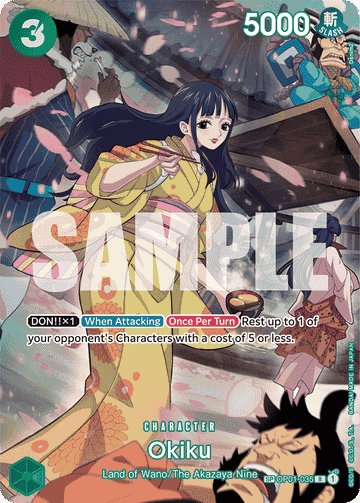 3
5000 斬
SLASH
SAMPLE
DON!!×1 When Attacking Once Per Turn Rest up to 1 of
your opponent's Characters with a cost of 5 or less.
CHARACTER
Okiku
Land of Wano/The Akazaya Nine
SP OP01-035 R 1